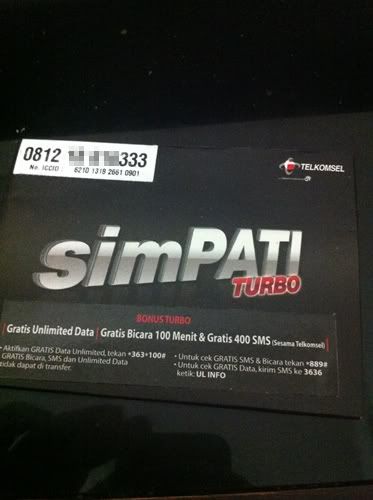 0812 333
No. ICCID : 6210 1319 2661 0901
TELKOMSEL
simPATI
TURBO
BONUS TURBO
Gratis Unlimited Data | Gratis Bicara 100 Menit & Gratis 400 SMS (Sesama Telkomsel)
• Aktifkan GRATIS Data Unlimited, tekan *363*100#
GRATIS Bicara, SMS dan Unlimited Data
tidak dapat di transfer.
• Untuk cek GRATIS SMS & Bicara tekan *889#
• Untuk cek GRATIS Data, kirim SMS ke 3636
ketik: UL INFO